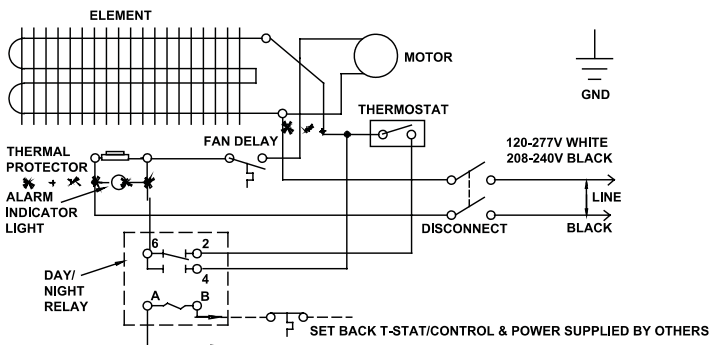 ELEMENT
MOTOR
GND
THERMOSTAT
FAN DELAY
120-277V WHITE
208-240V BLACK
THERMAL
PROTECTOR
ALARM
INDICATOR
LIGHT
LINE
DISCONNECT
BLACK
6
2
4
DAY/
NIGHT
RELAY
A
B
SET BACK T-STAT/CONTROL & POWER SUPPLIED BY OTHERS